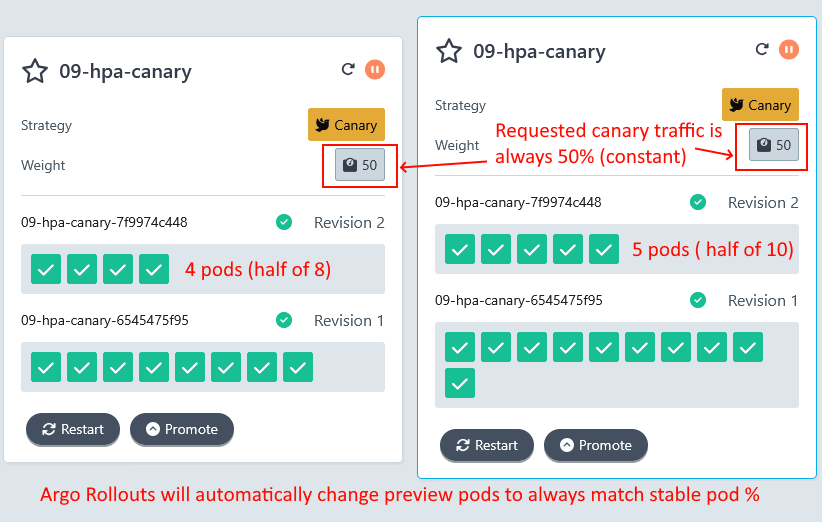 09-hpa-canary
Strategy
Canary
Weight
50
09-hpa-canary-7f9974c448
Revision 2
4 pods (half of 8)
09-hpa-canary-6545475f95
Revision 1
Restart
Promote
09-hpa-canary
Strategy
Canary
Weight
50
Requested canary traffic is
always 50% (constant)
09-hpa-canary-7f9974c448
Revision 2
5 pods ( half of 10)
09-hpa-canary-6545475f95
Revision 1
Restart
Promote
Argo Rollouts will automatically change preview pods to always match stable pod %